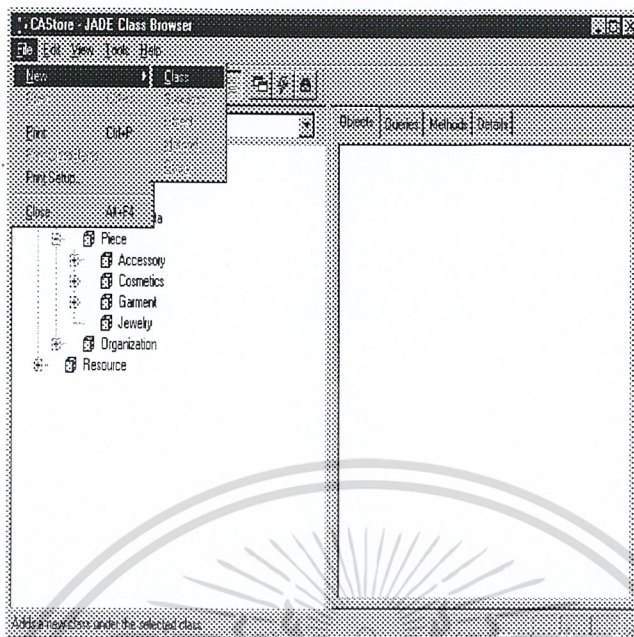 CAStore - JADE Class Browser
File Edit View Tools Help
New Class
Print Ctrl+P
Print Setup...
Close Alt+F4
Objects Queries Methods Details
Piece
Accessory
Cosmetics
Garment
Jewelry
Organization
Resource
Adds a new class under the selected class